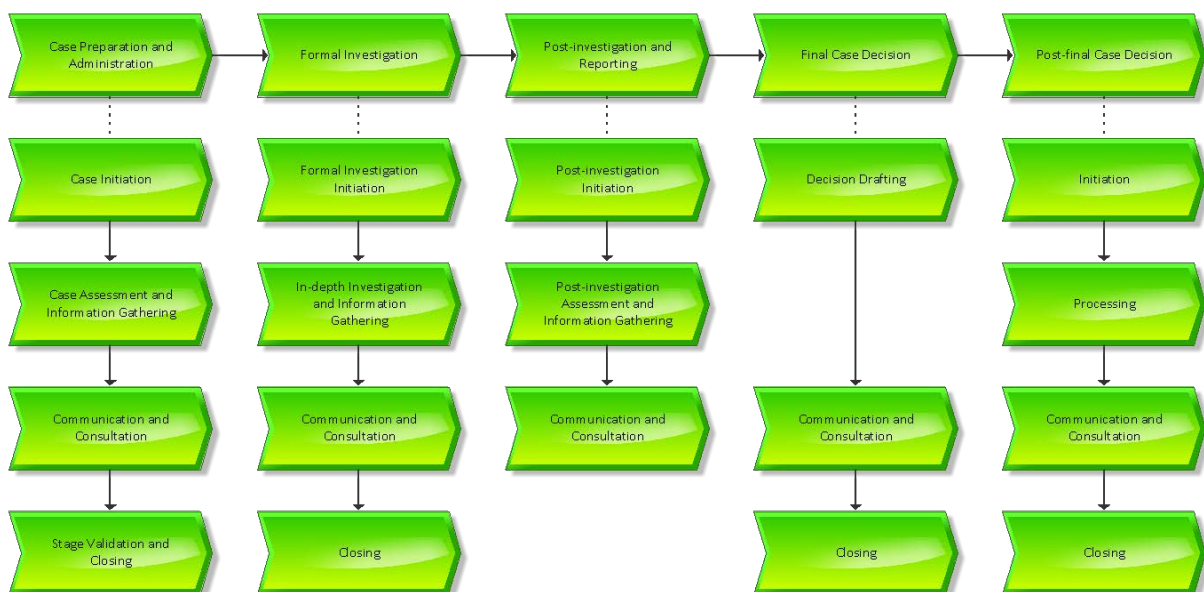 Case Preparation and
Administration
Formal Investigation
Post-investigation and
Reporting
Final Case Decision
Post-final Case Decision
Case Initiation
Formal Investigation
Initiation
Post-investigation
Initiation
Decision Drafting
Initiation
Case Assessment and
Information Gathering
In-depth Investigation
and Information
Gathering
Post-investigation
Assessment and
Information Gathering
Processing
Communication and
Consultation
Communication and
Consultation
Communication and
Consultation
Communication and
Consultation
Communication and
Consultation
Stage Validation and
Closing
Closing
Closing
Closing